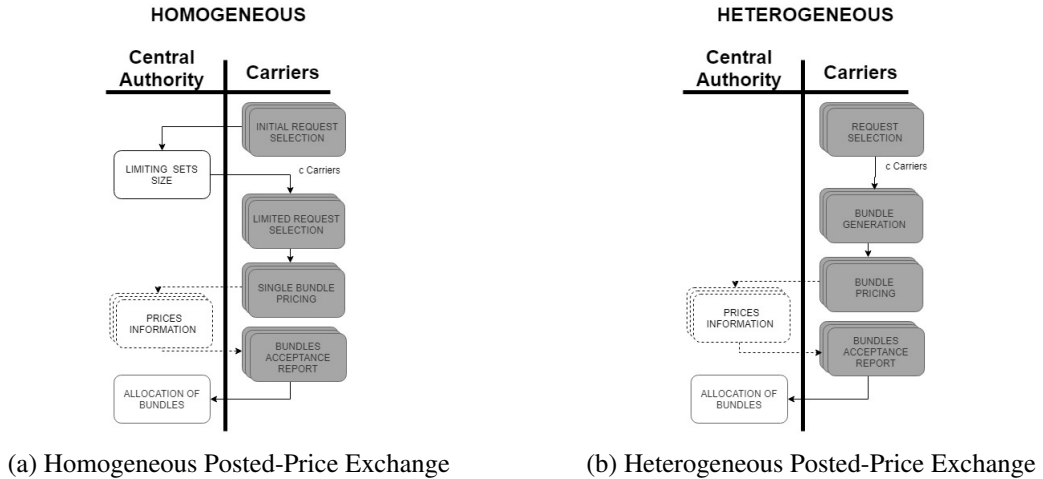 HOMOGENEOUS
Central
Authority
Carriers
INITIAL REQUEST
SELECTION
LIMITING SETS
SIZE
c Carriers
LIMITED REQUEST
SELECTION
SINGLE BUNDLE
PRICING
PRICES
INFORMATION
BUNDLES
ACCEPTANCE
REPORT
ALLOCATION OF
BUNDLES
(a) Homogeneous Posted-Price Exchange
HETEROGENEOUS
Central
Authority
Carriers
REQUEST
SELECTION
c Carriers
BUNDLE
GENERATION
BUNDLE
PRICING
PRICES
INFORMATION
BUNDLES
ACCEPTANCE
REPORT
ALLOCATION OF
BUNDLES
(b) Heterogeneous Posted-Price Exchange